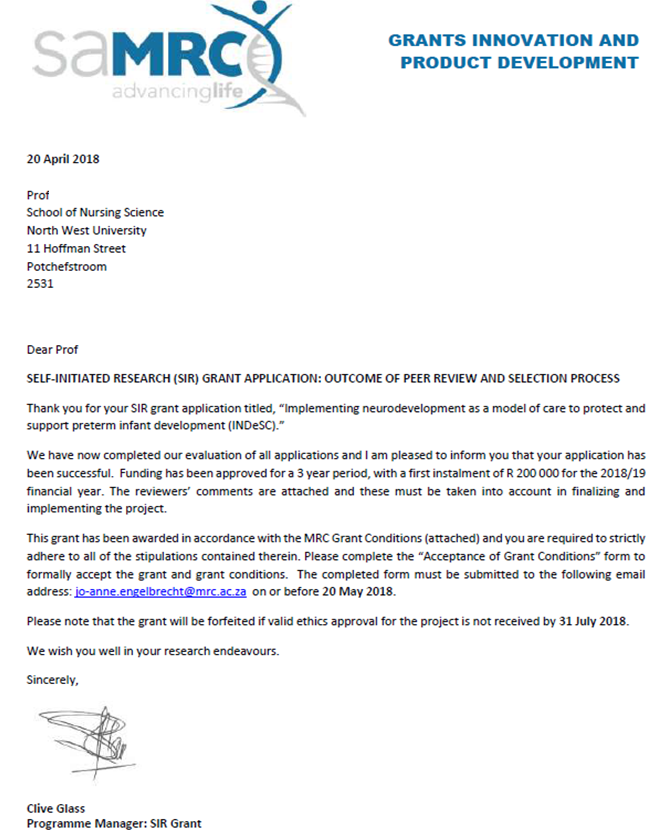 saMRC
advancinglife
GRANTS INNOVATION AND
PRODUCT DEVELOPMENT
20 April 2018
Prof
School of Nursing Science
North West University
11 Hoffman Street
Potchefstroom
2531
Dear Prof
SELF-INITIATED RESEARCH (SIR) GRANT APPLICATION: OUTCOME OF PEER REVIEW AND SELECTION PROCESS
Thank you for your SIR grant application titled, “Implementing neurodevelopment as a model of care to protect and
support preterm infant development (INDeSC).”
We have now completed our evaluation of all applications and I am pleased to inform you that your application has
been successful. Funding has been approved for a 3 year period, with a first instalment of R 200 000 for the 2018/19
financial year. The reviewers’ comments are attached and these must be taken into account in finalizing and
implementing the project.
This grant has been awarded in accordance with the MRC Grant Conditions (attached) and you are required to strictly
adhere to all of the stipulations contained therein. Please complete the “Acceptance of Grant Conditions” form to
formally accept the grant and grant conditions. The completed form must be submitted to the following email
address: jo-anne.engelbrecht@mrc.ac.za on or before 20 May 2018.
Please note that the grant will be forfeited if valid ethics approval for the project is not received by 31 July 2018.
We wish you well in your research endeavours.
Sincerely,
Clive Glass
Programme Manager: SIR Grant